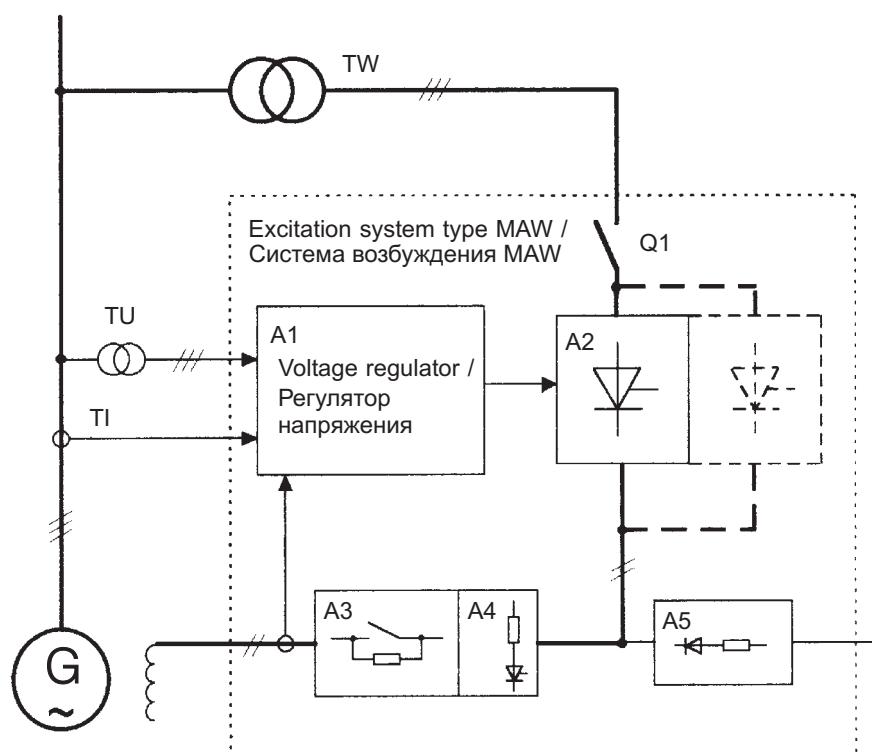 TW
Excitation system type MAW /
Система возбуждения MAW
Q1
TU
A1
Voltage regulator /
Регулятор
напряжения
A2
TI
A3
A4
A5
G
~